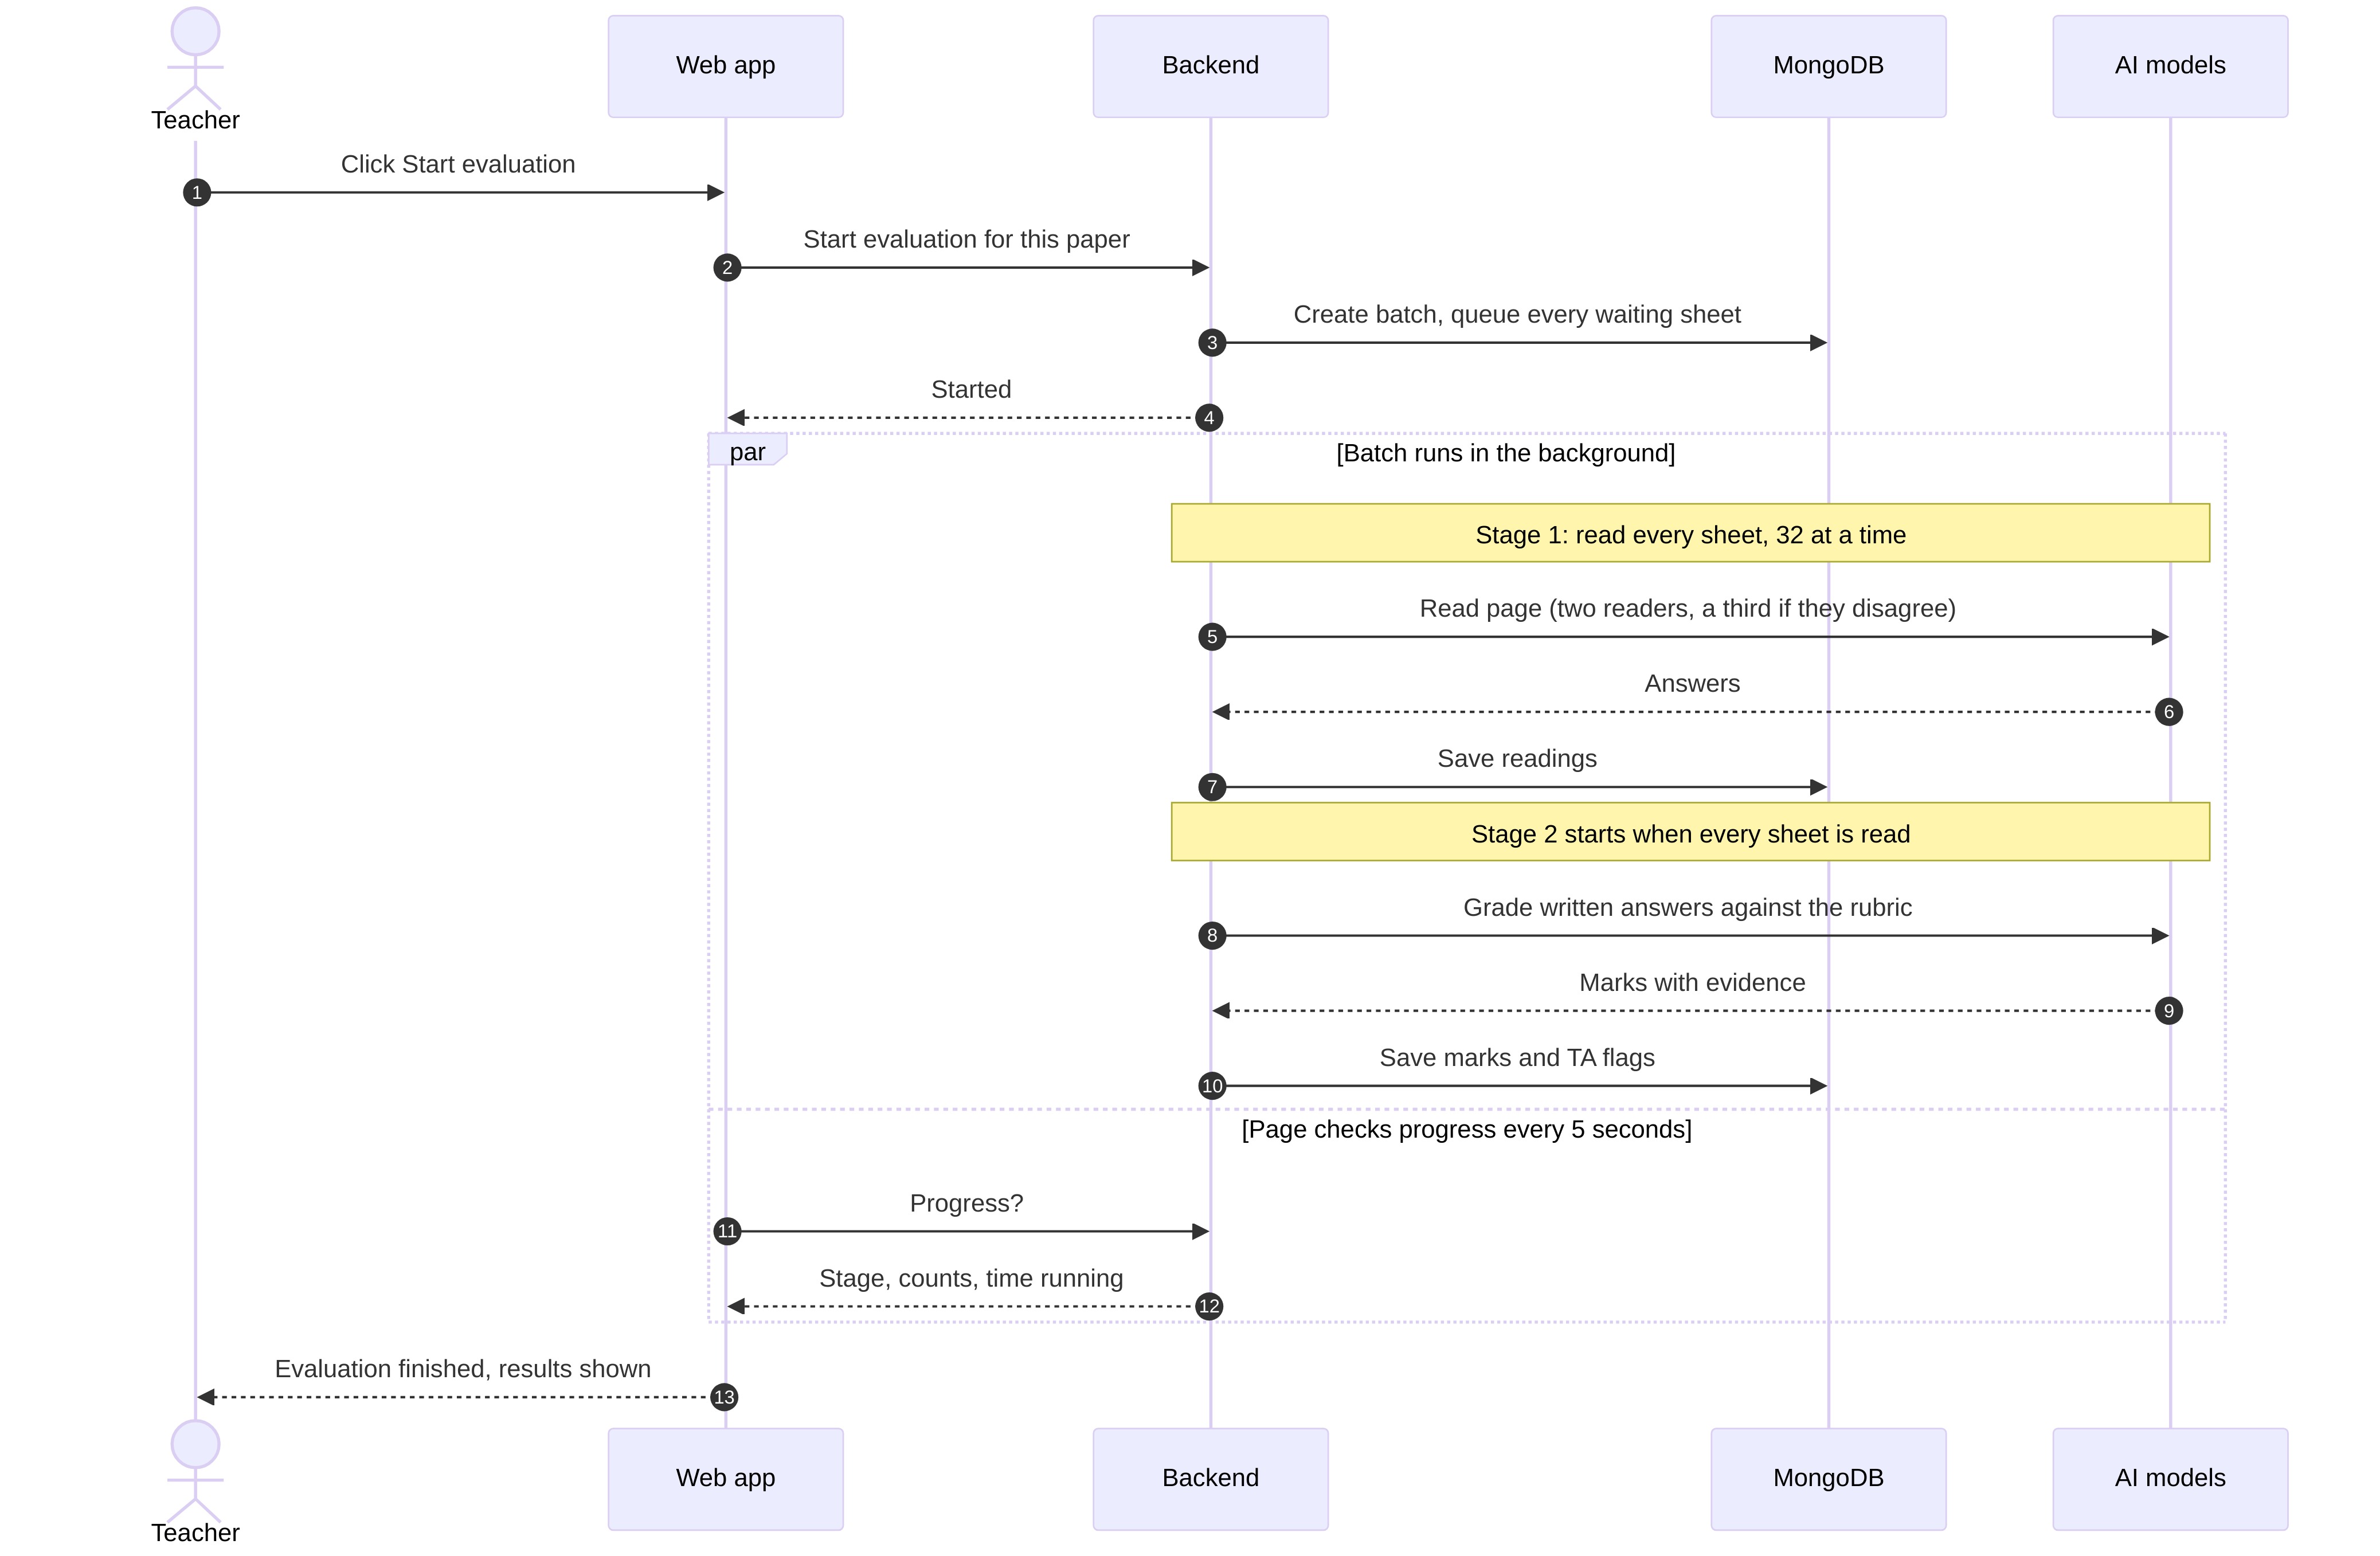 Teacher
Web app
Backend
MongoDB
AI models
Click Start evaluation
1
Start evaluation for this paper
2
Create batch, queue every waiting sheet
3
Started
4
par
[Batch runs in the background]
Stage 1: read every sheet, 32 at a time
Read page (two readers, a third if they disagree)
5
Answers
6
Save readings
7
Stage 2 starts when every sheet is read
Grade written answers against the rubric
8
Marks with evidence
9
Save marks and TA flags
10
[Page checks progress every 5 seconds]
Progress?
11
Stage, counts, time running
12
Evaluation finished, results shown
13
Teacher
Web app
Backend
MongoDB
AI models